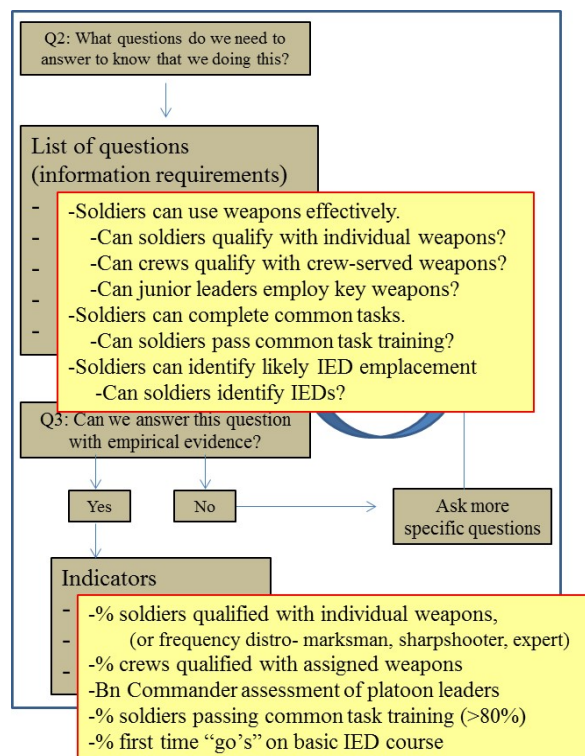 Q2: What questions do we need to
answer to know that we doing this?
List of questions
(information requirements)
-
-
-
-
-
-Soldiers can use weapons effectively.
-Can soldiers qualify with individual weapons?
-Can crews qualify with crew-served weapons?
-Can junior leaders employ key weapons?
-Soldiers can complete common tasks.
-Can soldiers pass common task training?
-Soldiers can identify likely IED emplacement
-Can soldiers identify IEDs?
Q3: Can we answer this question
with empirical evidence?
Yes
No
Ask more
specific questions
Indicators
-
-
-
-% soldiers qualified with individual weapons,
(or frequency distro- marksman, sharpshooter, expert)
-% crews qualified with assigned weapons
-Bn Commander assessment of platoon leaders
-% soldiers passing common task training (>80%)
-% first time “go’s” on basic IED course